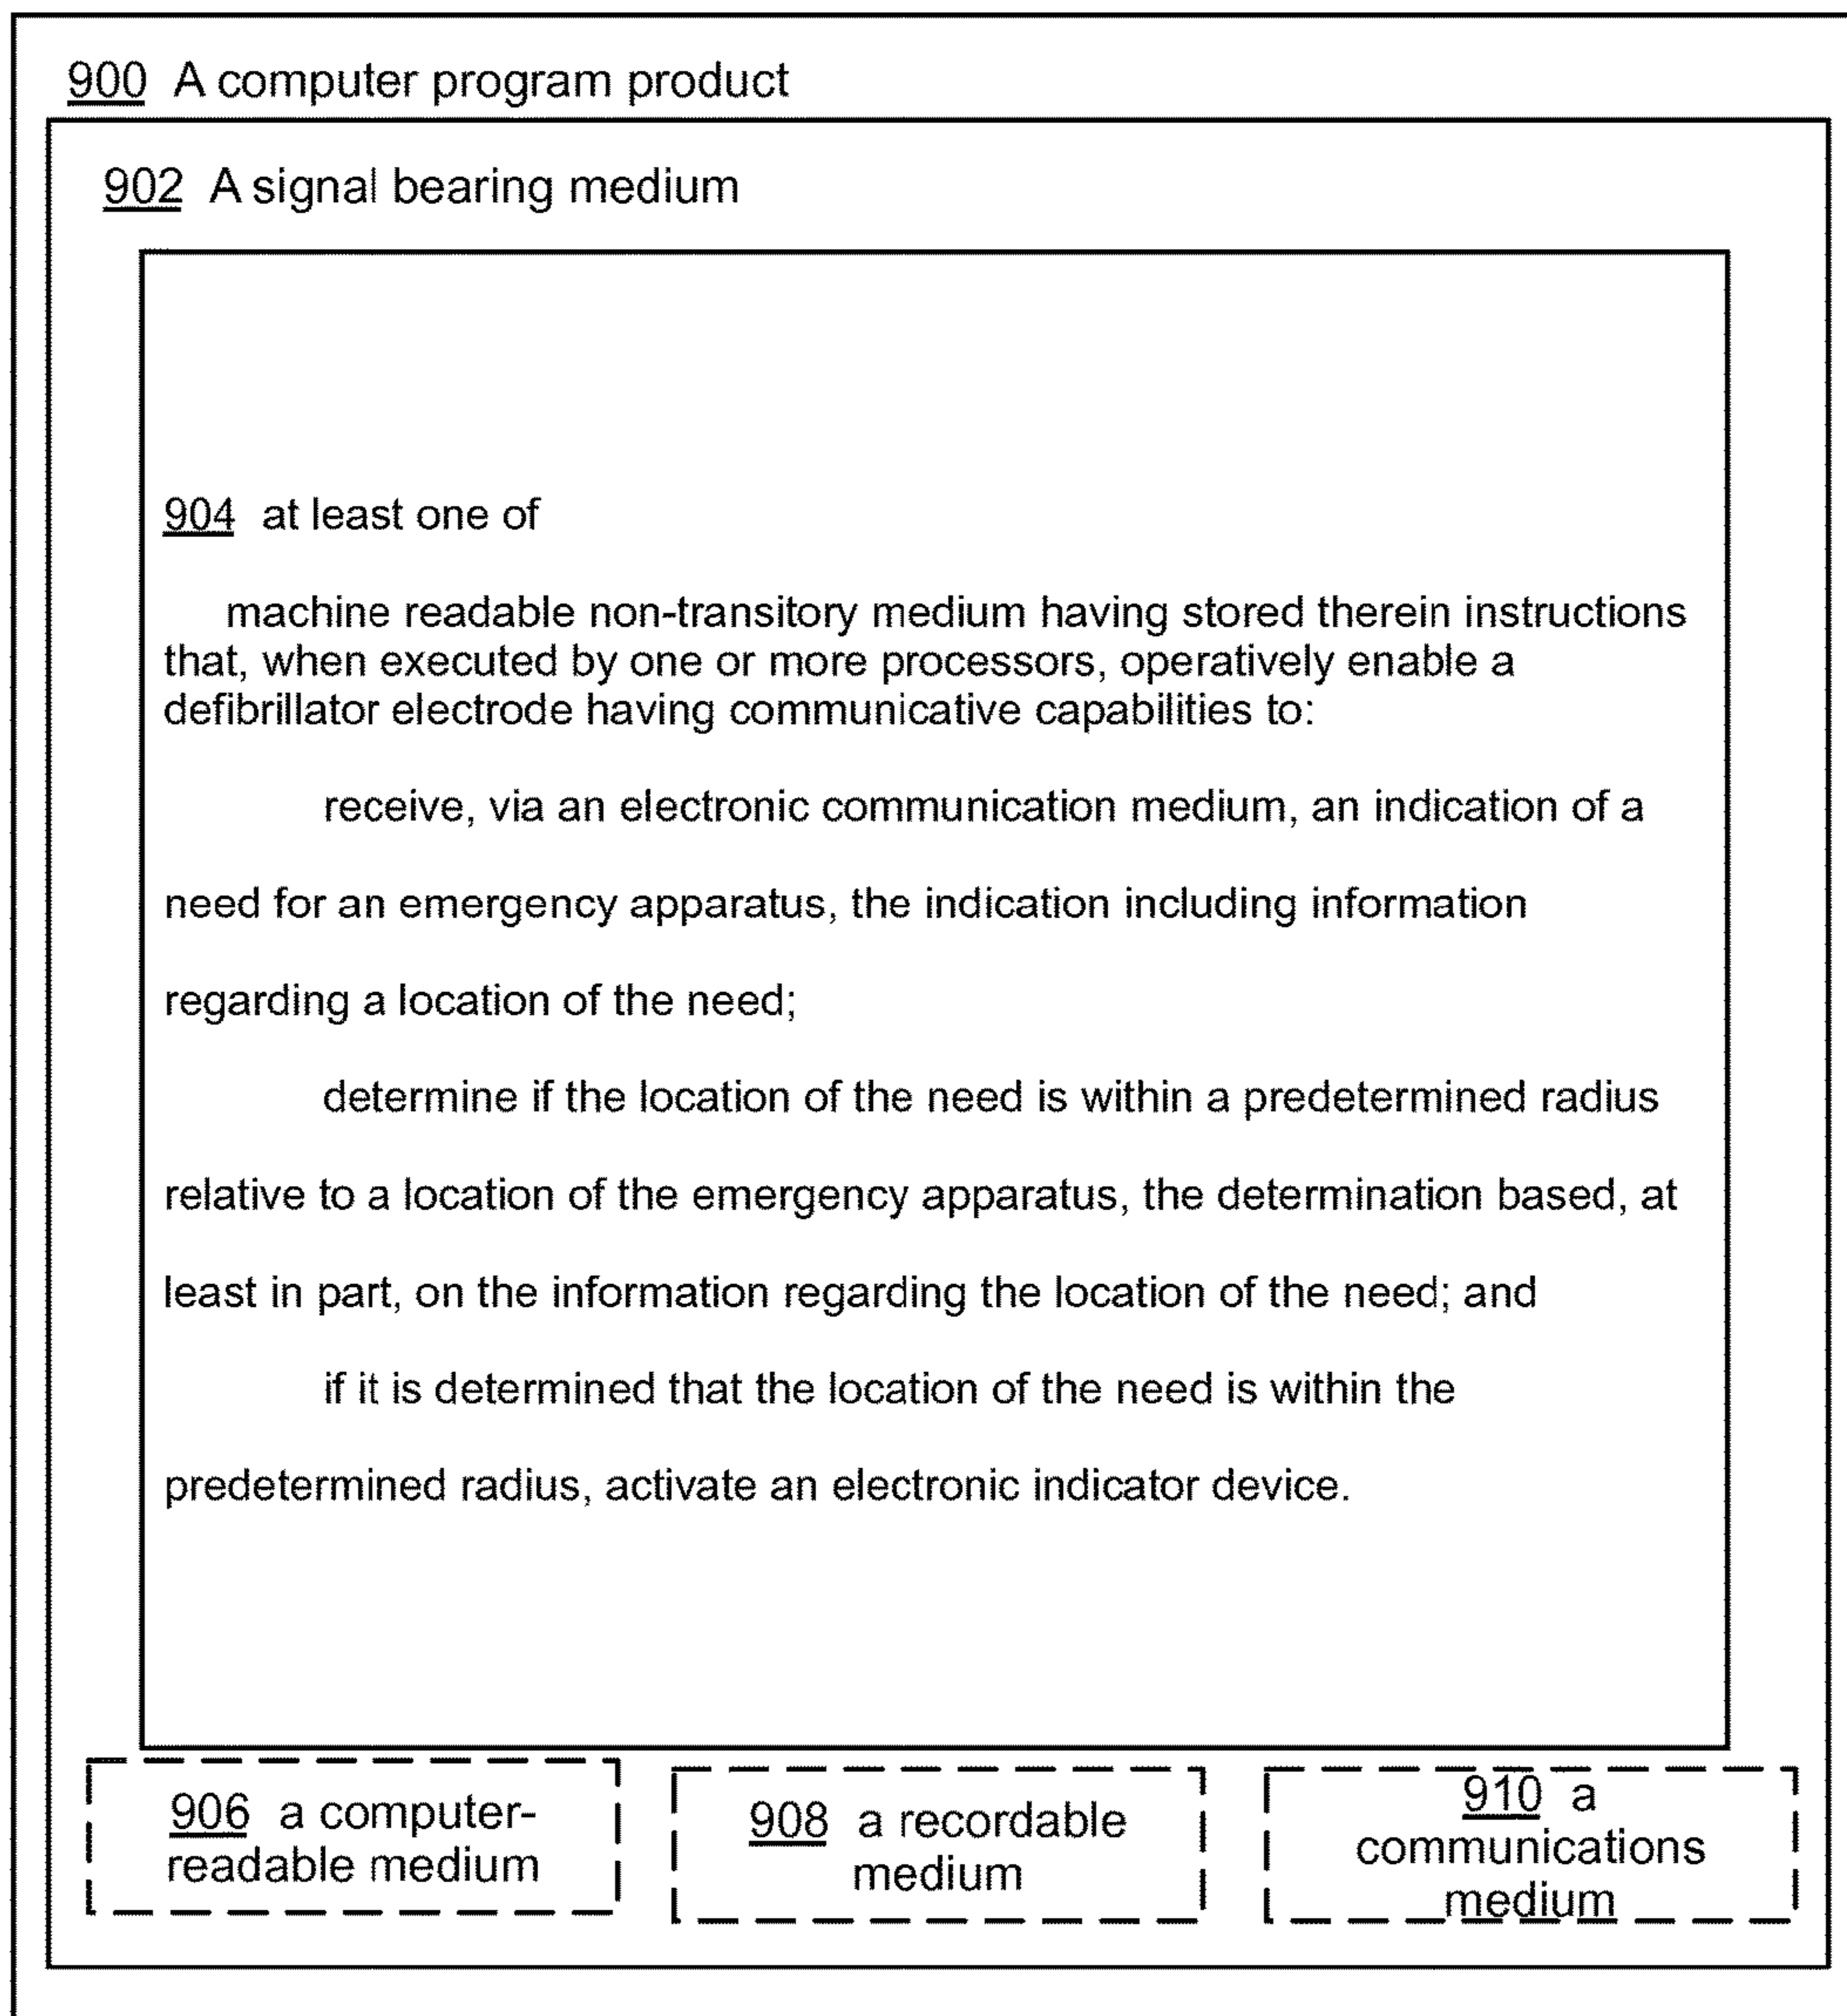 900 A computer program product
902 A signal bearing medium
904 at least one of
machine readable non-transitory medium having stored therein instructions
that, when executed by one or more processors, operatively enable a
defibrillator electrode having communicative capabilities to:
receive, via an electronic communication medium, an indication of a
need for an emergency apparatus, the indication including information
regarding a location of the need;
determine if the location of the need is within a predetermined radius
relative to a location of the emergency apparatus, the determination based, at
least in part, on the information regarding the location of the need; and
if it is determined that the location of the need is within the
predetermined radius, activate an electronic indicator device.
906 a computer-
readable medium
908 a recordable
medium
910 a
communications
medium